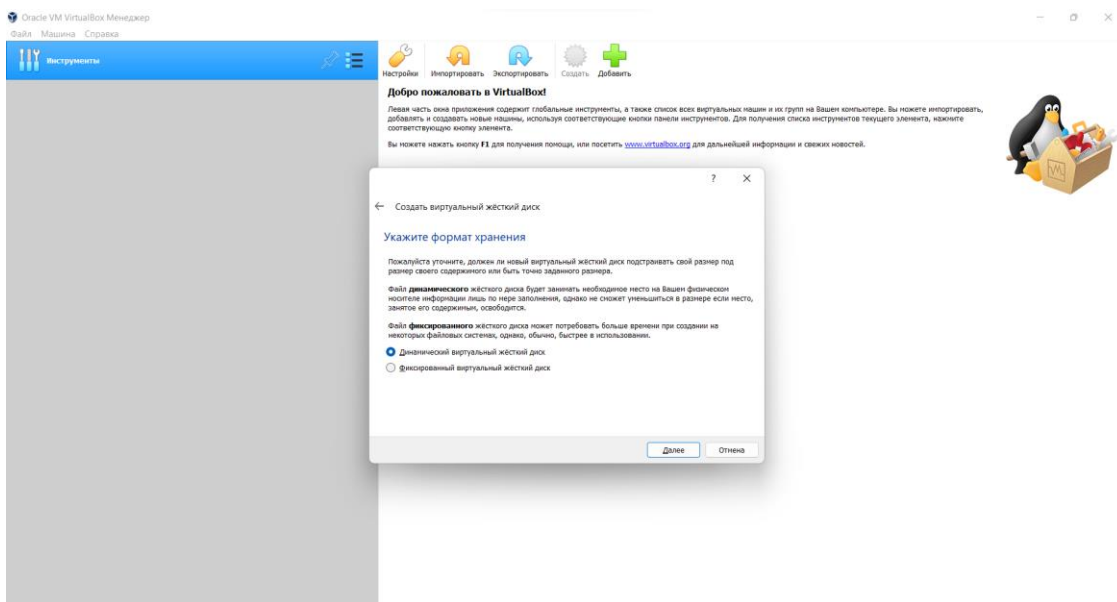 Oracle VM VirtualBox Менеджер
Файл Машина Справка
Инструменты
Настройки Импортировать Экспортировать Создать Добавить
Добро пожаловать в VirtualBox!
Левая часть окна приложения содержит глобальные инструменты, а также список всех виртуальных машин и их групп на Вашем компьютере. Вы можете импортировать,
добавлять и создавать новые машины, используя соответствующие кнопки панели инструментов. Для получения списка инструментов текущего элемента, нажмите
соответствующую кнопку элемента.
Вы можете нажать кнопку F1 для получения помощи, или посетить www.virtualbox.org для дальнейшей информации и свежих новостей.
Создать виртуальный жёсткий диск
Укажите формат хранения
Пожалуйста уточните, должен ли новый виртуальный жёсткий диск подстраивать свой размер под
размер своего содержимого или быть точно заданного размера.
Файл динамического жёсткого диска будет занимать необходимое место на Вашем физическом
носителе информации лишь по мере заполнения, однако не сможет уменьшиться в размере если место,
занятое его содержимым, освободится.
Файл фиксированного жёсткого диска может потребовать больше времени при создании на
некоторых файловых системах, однако, обычно, быстрее в использовании.
Динамический виртуальный жёсткий диск
Фиксированный виртуальный жёсткий диск
Далее Отмена